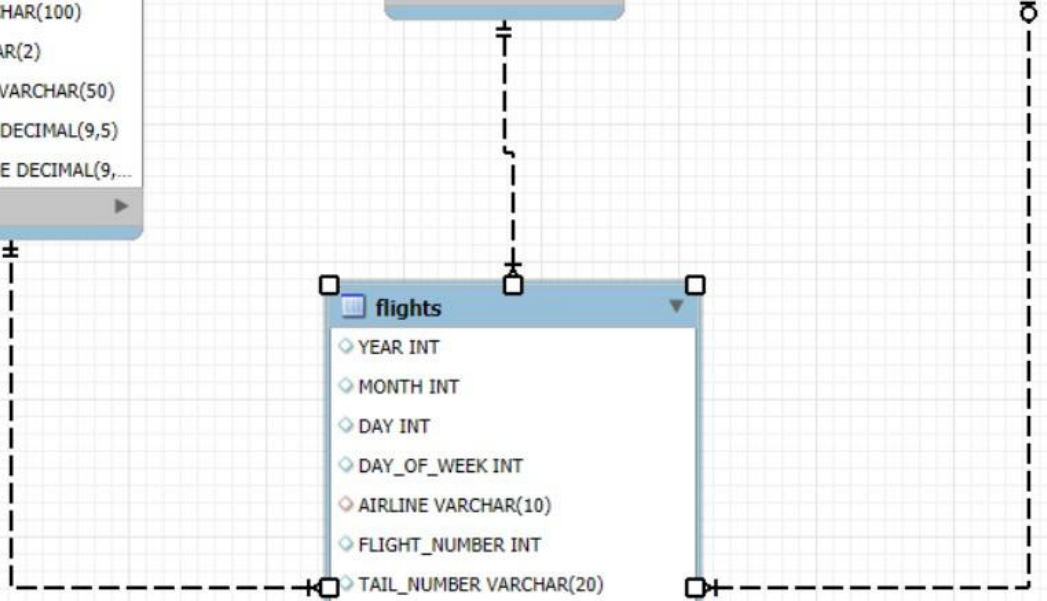 HAR(100)
AR(2)
VARCHAR(50)
DECIMAL(9,5)
E DECIMAL(9,...
flights
YEAR INT
MONTH INT
DAY INT
DAY_OF_WEEK INT
AIRLINE VARCHAR(10)
FLIGHT_NUMBER INT
TAIL_NUMBER VARCHAR(20)